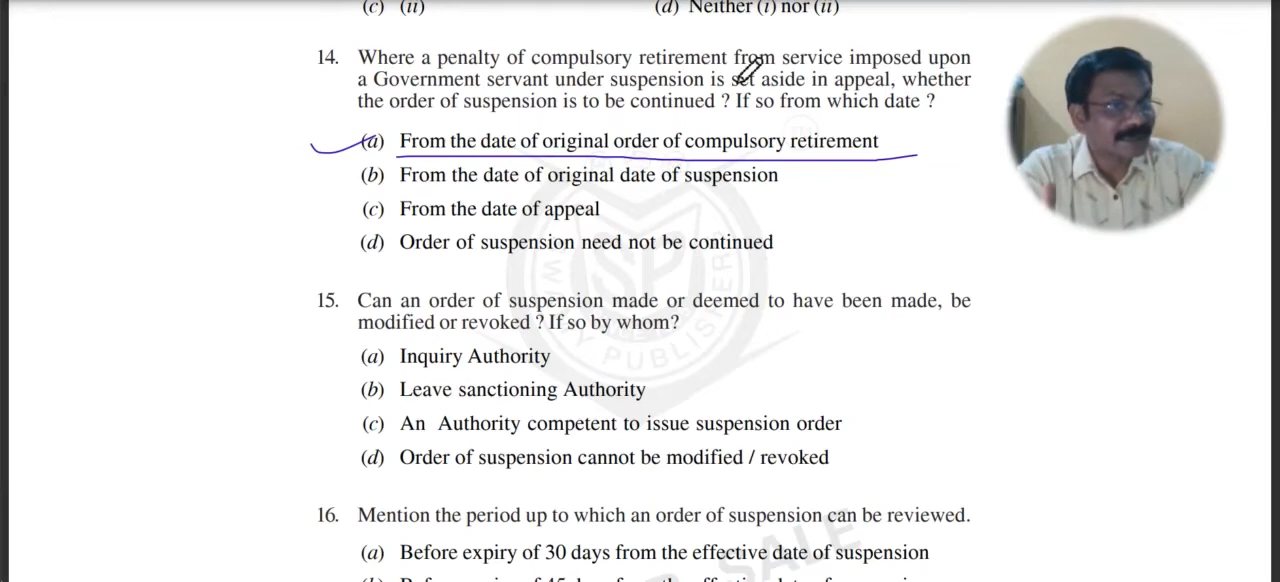 (c) (ii) (d) Neither (i) nor (ii)
14. Where a penalty of compulsory retirement from service imposed upon
a Government servant under suspension is set aside in appeal, whether
the order of suspension is to be continued ? If so from which date ?
(a) From the date of original order of compulsory retirement
(b) From the date of original date of suspension
(c) From the date of appeal
(d) Order of suspension need not be continued
15. Can an order of suspension made or deemed to have been made, be
modified or revoked ? If so by whom?
(a) Inquiry Authority
(b) Leave sanctioning Authority
(c) An Authority competent to issue suspension order
(d) Order of suspension cannot be modified / revoked
16. Mention the period up to which an order of suspension can be reviewed.
(a) Before expiry of 30 days from the effective date of suspension
SALE